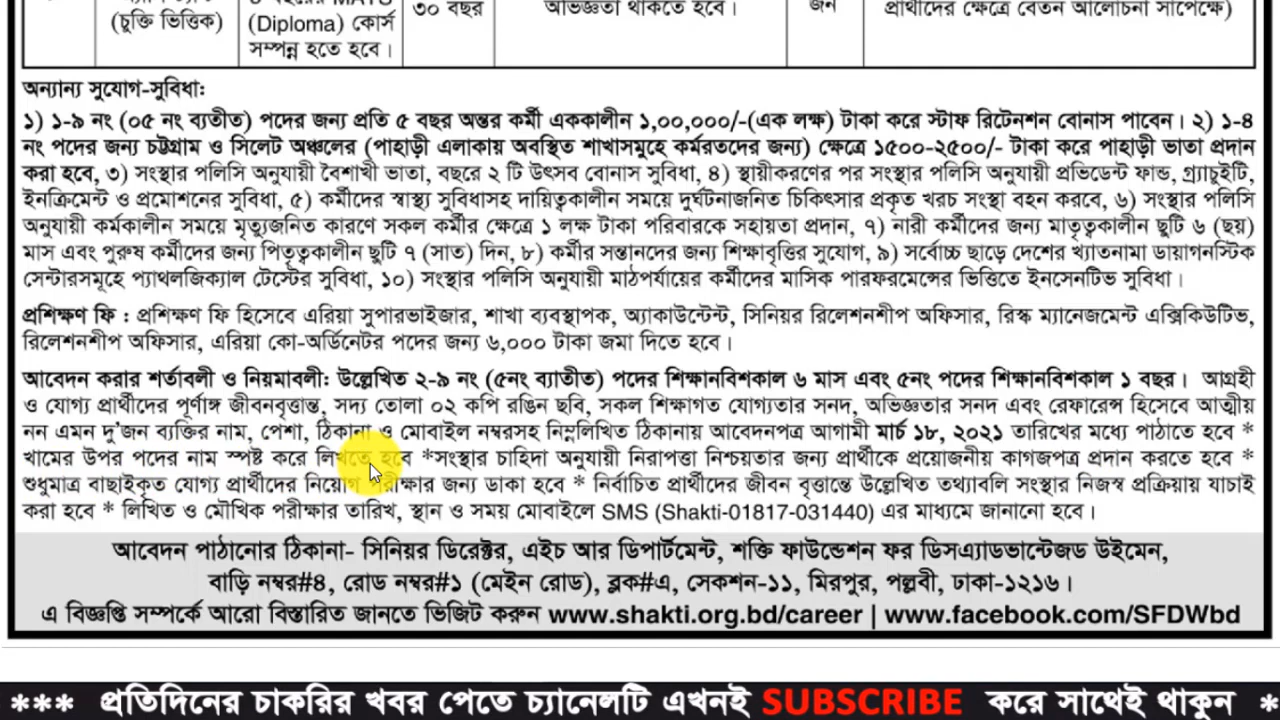 (চুক্তি ভিত্তিক)
(Diploma) কোর্স
সম্পন্ন হতে হবে।
৩০ বছর
অভিজ্ঞতা থাকতে হবে।
জন
প্রার্থীদের ক্ষেত্রে বেতন আলোচনা সাপেক্ষে)
অন্যান্য সুযোগ-সুবিধা:
১) ১-৯ নং (০৫ নং ব্যতীত) পদের জন্য প্রতি ৫ বছর অন্তর কর্মী এককালীন ১,০০,০০০/-(এক লক্ষ) টাকা করে স্টাফ রিটেনশন বোনাস পাবেন। ২) ১-৪
নং পদের জন্য চট্টগ্রাম ও সিলেট অঞ্চলের (পাহাড়ী এলাকায় অবস্থিত শাখাসমুহে কর্মরতদের জন্য) ক্ষেত্রে ১৫০০-২৫০০/- টাকা করে পাহাড়ী ভাতা প্রদান
করা হবে, ৩) সংস্থার পলিসি অনুযায়ী বৈশাখী ভাতা, বছরে ২ টি উৎসব বোনাস সুবিধা, ৪) স্থায়ীকরণের পর সংস্থার পলিসি অনুযায়ী প্রভিডেন্ট ফান্ড, গ্র্যাচুইটি,
ইনক্রিমেন্ট ও প্রমোশনের সুবিধা, ৫) কর্মীদের স্বাস্থ্য সুবিধাসহ দায়িত্বকালীন সময়ে দুর্ঘটনাজনিত চিকিৎসার প্রকৃত খরচ সংস্থা বহন করবে, ৬) সংস্থার পলিসি
অনুযায়ী কর্মকালীন সময়ে মৃত্যুজনিত কারণে সকল কর্মীর ক্ষেত্রে ১ লক্ষ টাকা পরিবারকে সহায়তা প্রদান, ৭) নারী কর্মীদের জন্য মাতৃত্বকালীন ছুটি ৬ (ছয়)
মাস এবং পুরুষ কর্মীদের জন্য পিতৃত্বকালীন ছুটি ৭ (সাত) দিন, ৮) কর্মীর সন্তানদের জন্য শিক্ষাবৃত্তির সুযোগ, ৯) সর্বোচ্চ ছাড়ে দেশের খ্যাতনামা ডায়াগনস্টিক
সেন্টারসমূহে প্যাথলজিক্যাল টেস্টের সুবিধা, ১০) সংস্থার পলিসি অনুযায়ী মাঠপর্যায়ের কর্মীদের মাসিক পারফরমেন্সের ভিত্তিতে ইনসেনটিভ সুবিধা।
প্রশিক্ষণ ফি : প্রশিক্ষণ ফি হিসেবে এরিয়া সুপারভাইজার, শাখা ব্যবস্থাপক, অ্যাকাউন্টেন্ট, সিনিয়র রিলেশনশীপ অফিসার, রিস্ক ম্যানেজমেন্ট এক্সিকিউটিভ,
রিলেশনশীপ অফিসার, এরিয়া কো-অর্ডিনেটর পদের জন্য ৬,০০০ টাকা জমা দিতে হবে।
আবেদন করার শর্তাবলী ও নিয়মাবলী: উল্লেখিত ২-৯ নং (৫নং ব্যাতীত) পদের শিক্ষানবিশকাল ৬ মাস এবং ৫নং পদের শিক্ষানবিশকাল ১ বছর। আগ্রহী
ও যোগ্য প্রার্থীদের পূর্ণাঙ্গ জীবনবৃত্তান্ত, সদ্য তোলা ০২ কপি রঙিন ছবি, সকল শিক্ষাগত যোগ্যতার সনদ, অভিজ্ঞতার সনদ এবং রেফারেন্স হিসেবে আত্মীয়
নন এমন দু'জন ব্যক্তির নাম, পেশা, ঠিকানা ও মোবাইল নম্বরসহ নিম্নলিখিত ঠিকানায় আবেদনপত্র আগামী মার্চ ১৮, ২০২১ তারিখের মধ্যে পাঠাতে হবে *
খামের উপর পদের নাম স্পষ্ট করে লিখতে হবে *সংস্থার চাহিদা অনুযায়ী নিরাপত্তা নিশ্চয়তার জন্য প্রার্থীকে প্রয়োজনীয় কাগজপত্র প্রদান করতে হবে *
শুধুমাত্র বাছাইকৃত যোগ্য প্রার্থীদের নিয়োগ পরীক্ষার জন্য ডাকা হবে * নির্বাচিত প্রার্থীদের জীবন বৃত্তান্তে উল্লেখিত তথ্যাবলি সংস্থার নিজস্ব প্রক্রিয়ায় যাচাই
করা হবে * লিখিত ও মৌখিক পরীক্ষার তারিখ, স্থান ও সময় মোবাইলে SMS (Shakti-01817-031440) এর মাধ্যমে জানানো হবে।
আবেদন পাঠানোর ঠিকানা- সিনিয়র ডিরেক্টর, এইচ আর ডিপার্টমেন্ট, শক্তি ফাউন্ডেশন ফর ডিসএ্যাডভান্টেজড উইমেন,
বাড়ি নম্বর#৪, রোড নম্বর#১ (মেইন রোড), ব্লক#এ, সেকশন-১১, মিরপুর, পল্লবী, ঢাকা-১২১৬।
এ বিজ্ঞপ্তি সম্পর্কে আরো বিস্তারিত জানতে ভিজিট করুন www.shakti.org.bd/career | www.facebook.com/SFDWbd
*** প্রতিদিনের চাকরির খবর পেতে চ্যানেলটি এখনই SUBSCRIBE করে সাথেই থাকুন *